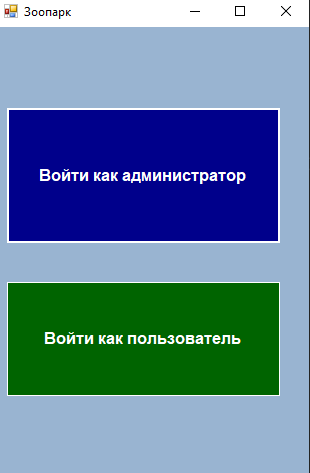 Зоопарк
Войти как администратор
Войти как пользователь